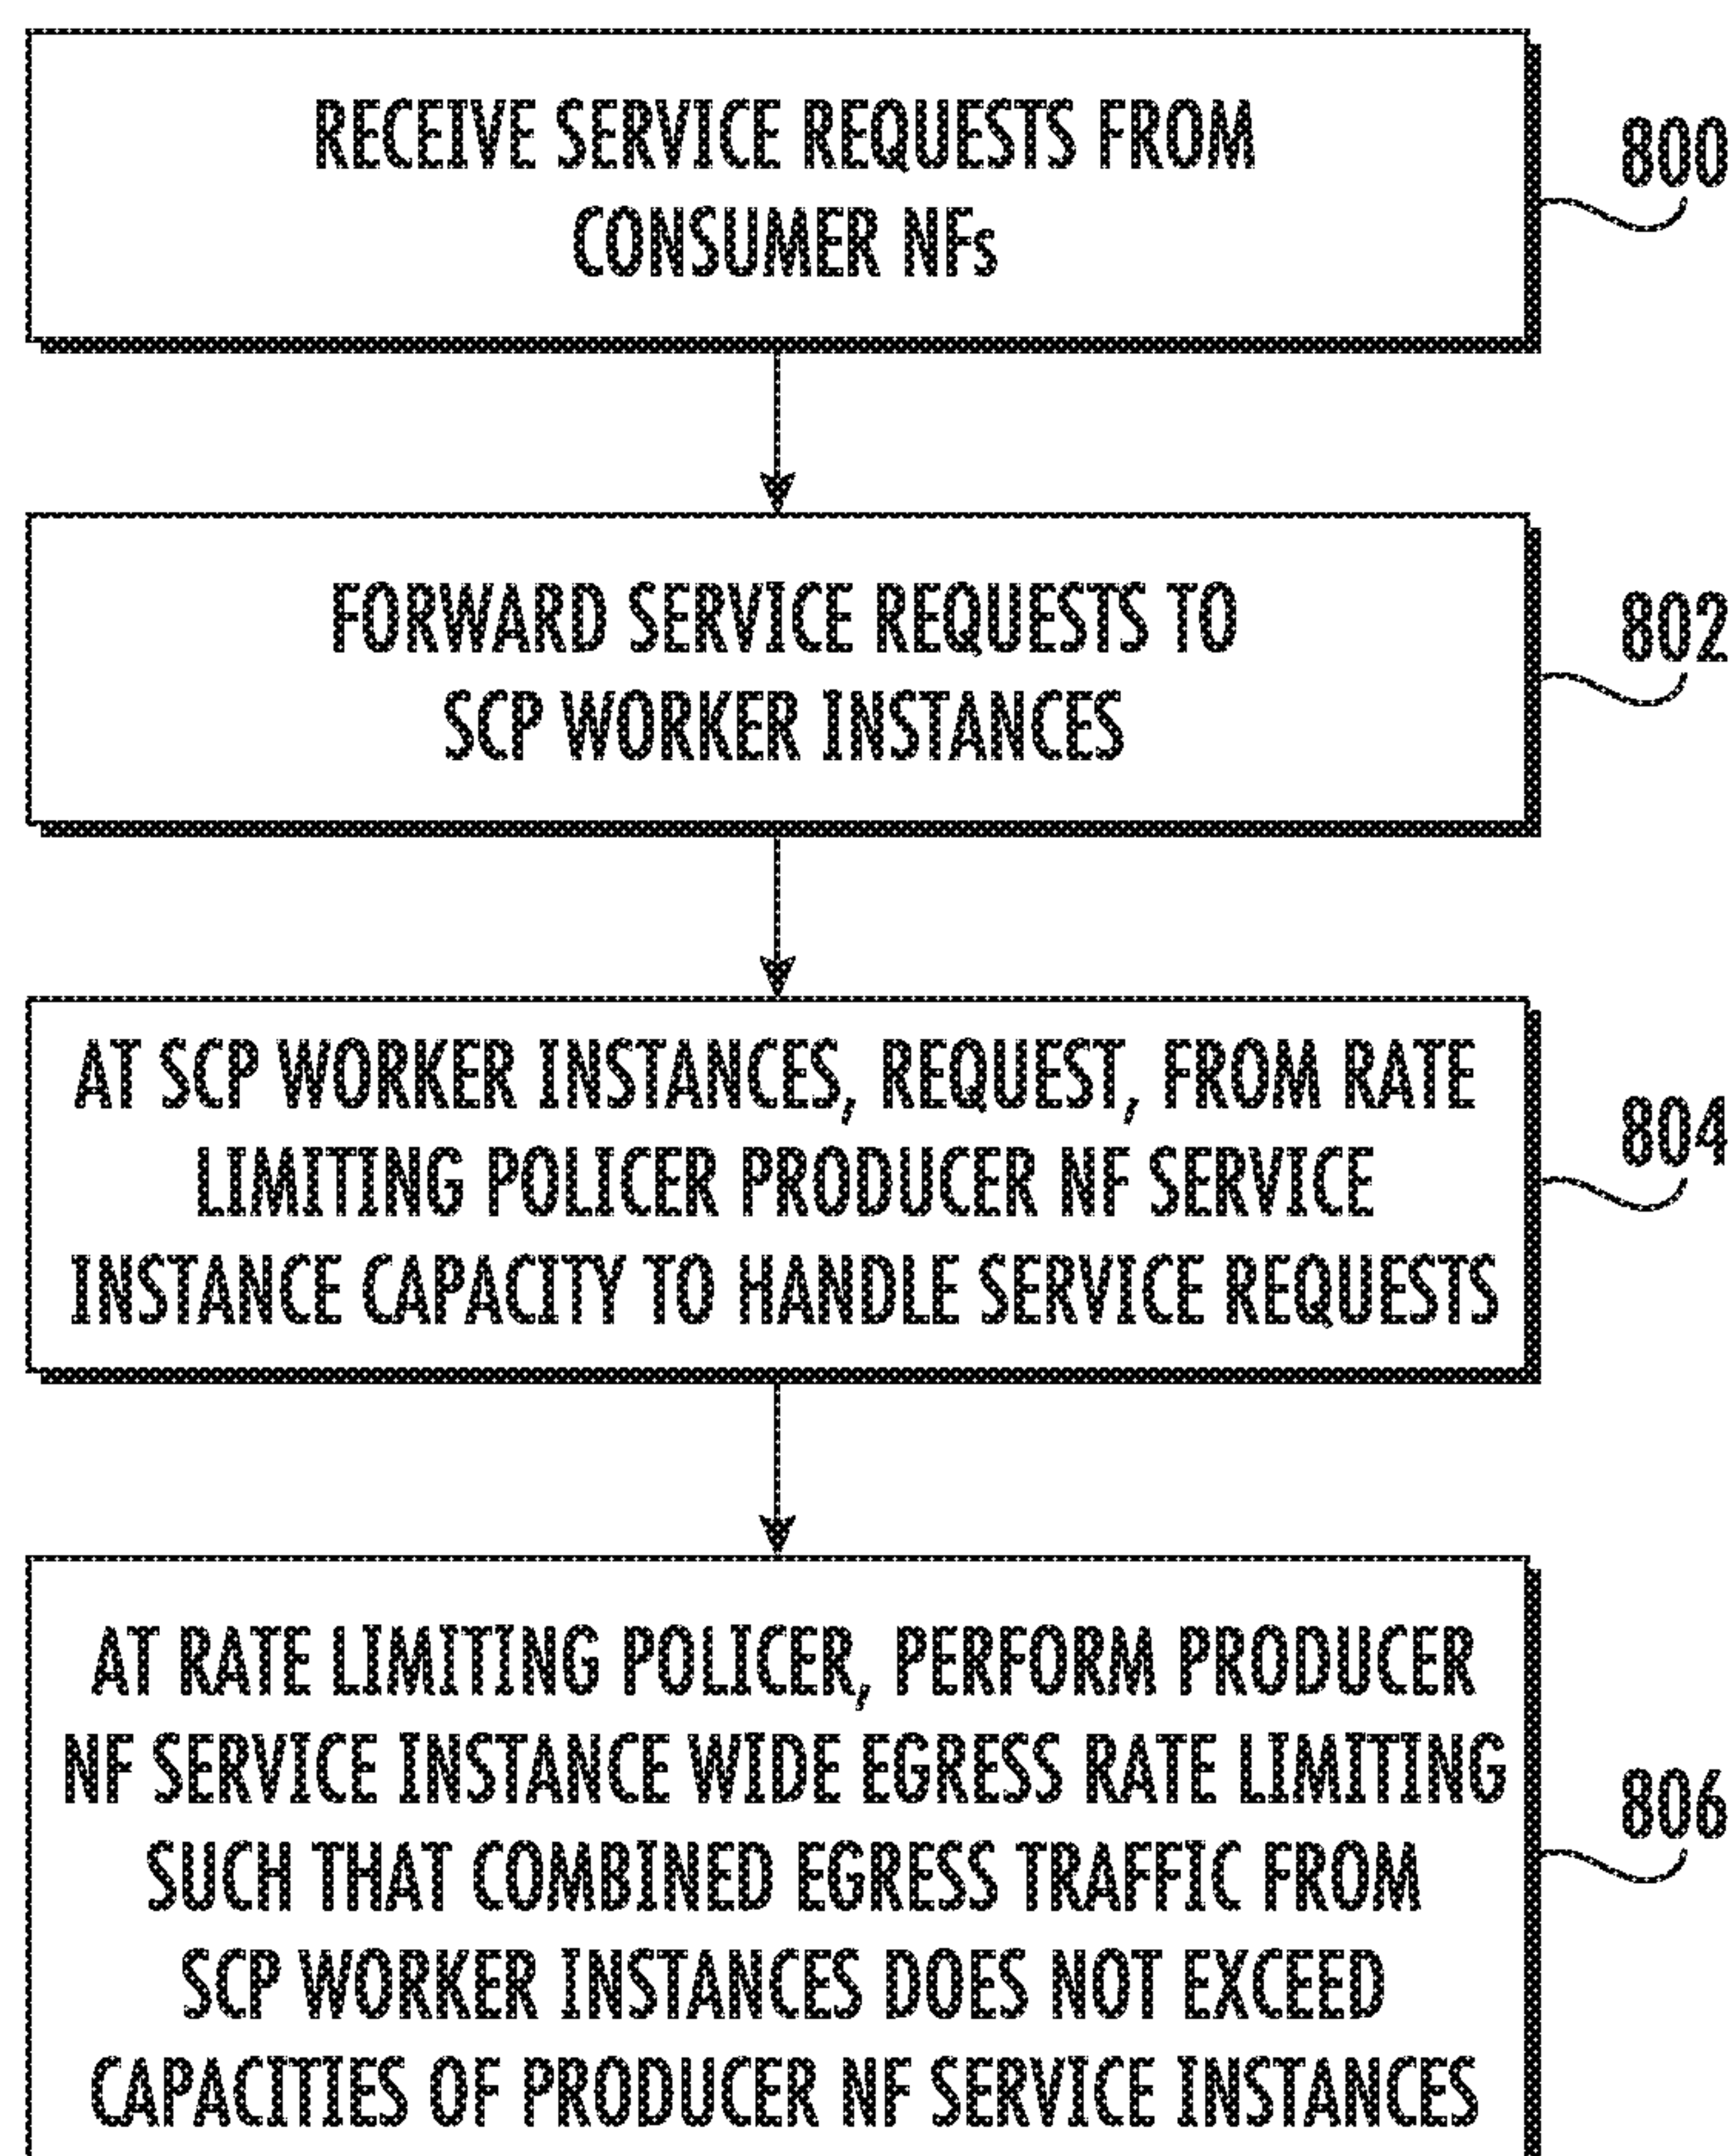 RECEIVE SERVICE REQUESTS FROM
CONSUMER NFs
800
FORWARD SERVICE REQUESTS TO
SCP WORKER INSTANCES
802
AT SCP WORKER INSTANCES, REQUEST, FROM RATE
LIMITING POLICER PRODUCER NF SERVICE
INSTANCE CAPACITY TO HANDLE SERVICE REQUESTS
804
AT RATE LIMITING POLICER, PERFORM PRODUCER
NF SERVICE INSTANCE WIDE EGRESS RATE LIMITING
SUCH THAT COMBINED EGRESS TRAFFIC FROM
SCP WORKER INSTANCES DOES NOT EXCEED
CAPACITIES OF PRODUCER NF SERVICE INSTANCES
806